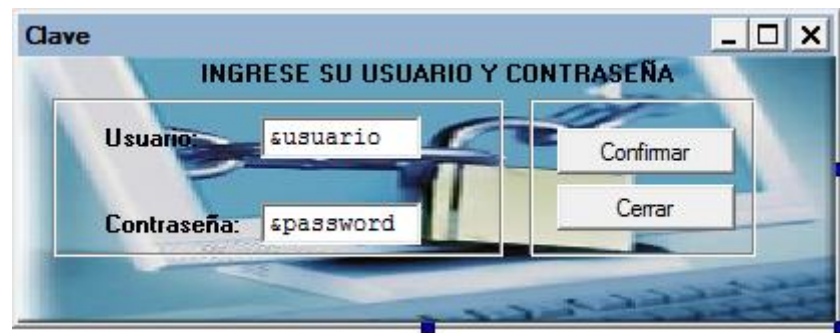 Clave
INGRESE SU USUARIO Y CONTRASEÑA
Usuario: &usuario
Confirmar
Cerrar
Contraseña: &password